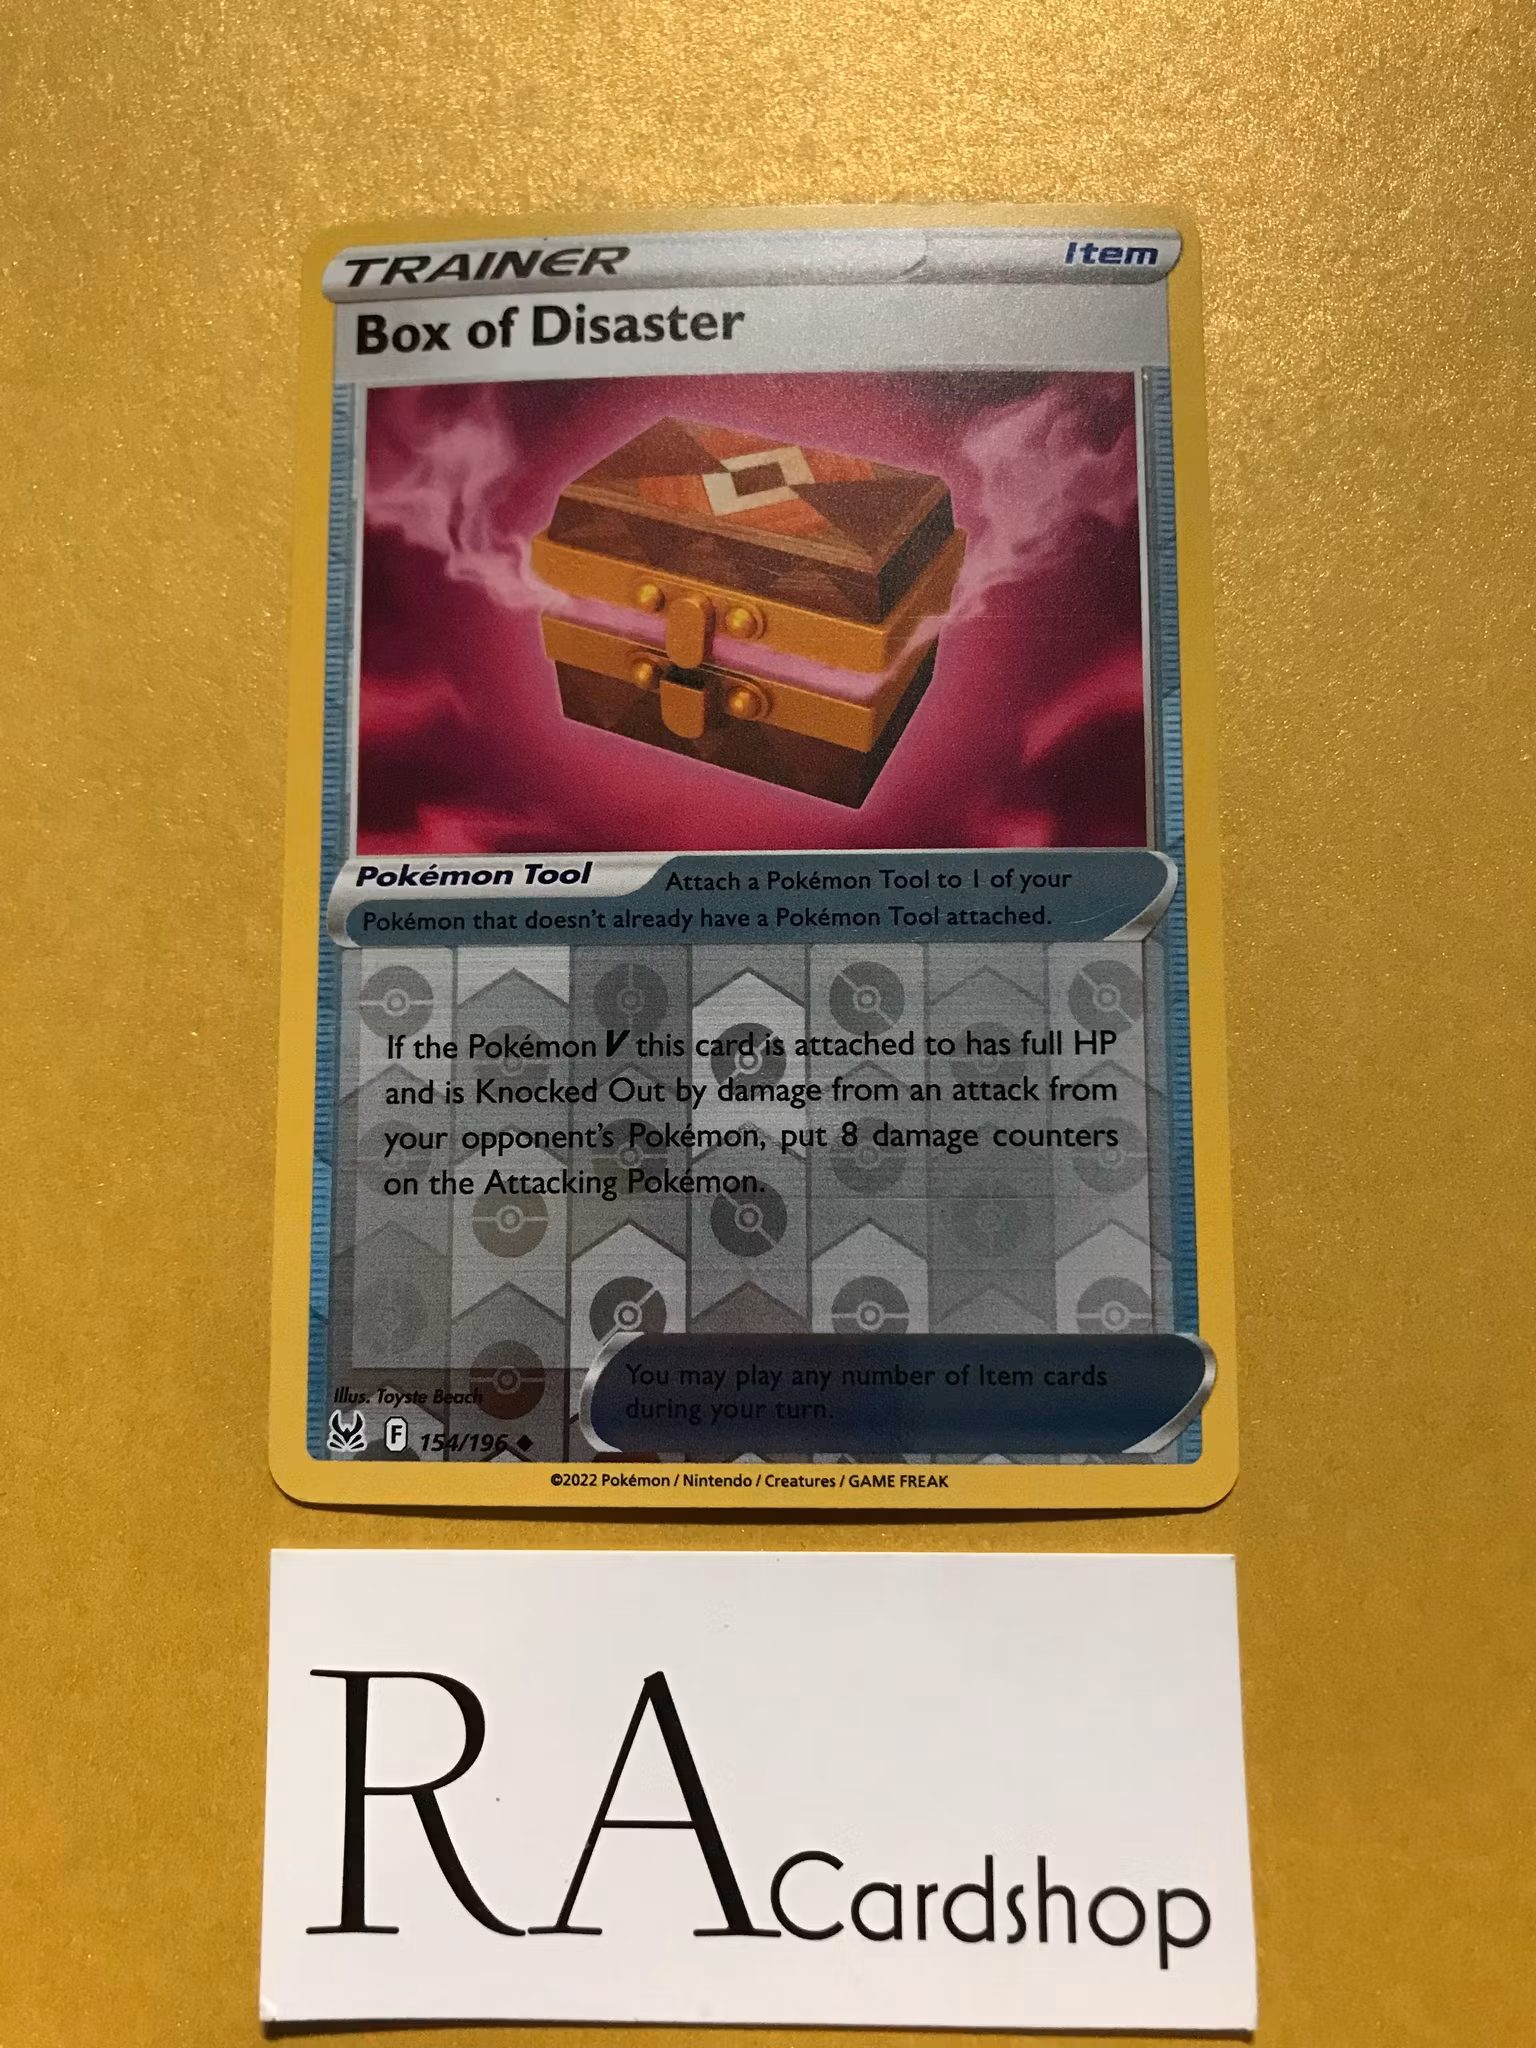 TRAINER Item
Box of Disaster
Pokémon Tool Attach a Pokémon Tool to 1 of your
Pokémon that doesn't already have a Pokémon Tool attached.
If the Pokémon V this card is attached to has full HP
and is Knocked Out by damage from an attack from
your opponent's Pokémon, put 8 damage counters
on the Attacking Pokémon.
You may play any number of Item cards
during your turn.
Illus. Toyste Beach
F 154/196
©2022 Pokémon / Nintendo / Creatures / GAME FREAK
RA Cardshop